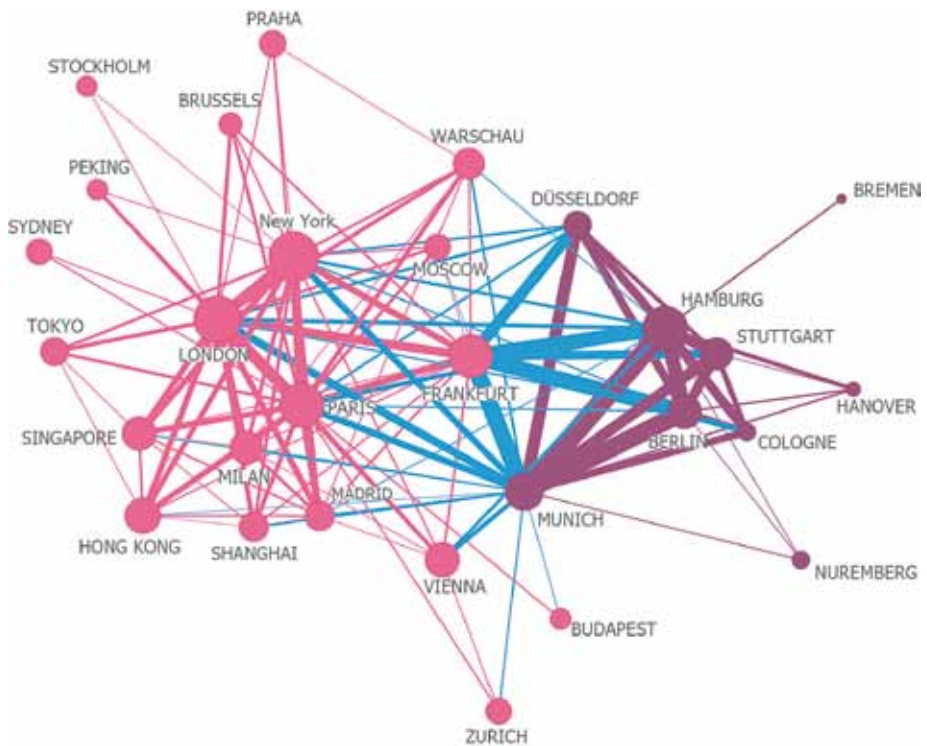 PRAHA
STOCKHOLM
BRUSSELS
WARSCHAU
PEKING
DÜSSELDORF
BREMEN
New York
SYDNEY
MOSCOW
HAMBURG
TOKYO
STUTTGART
LONDON
FRANKFURT
PARIS
HANOVER
SINGAPORE
BERLIN
COLOGNE
MILAN
MADRID
MUNICH
HONG KONG
SHANGHAI
NUREMBERG
VIENNA
BUDAPEST
ZURICH